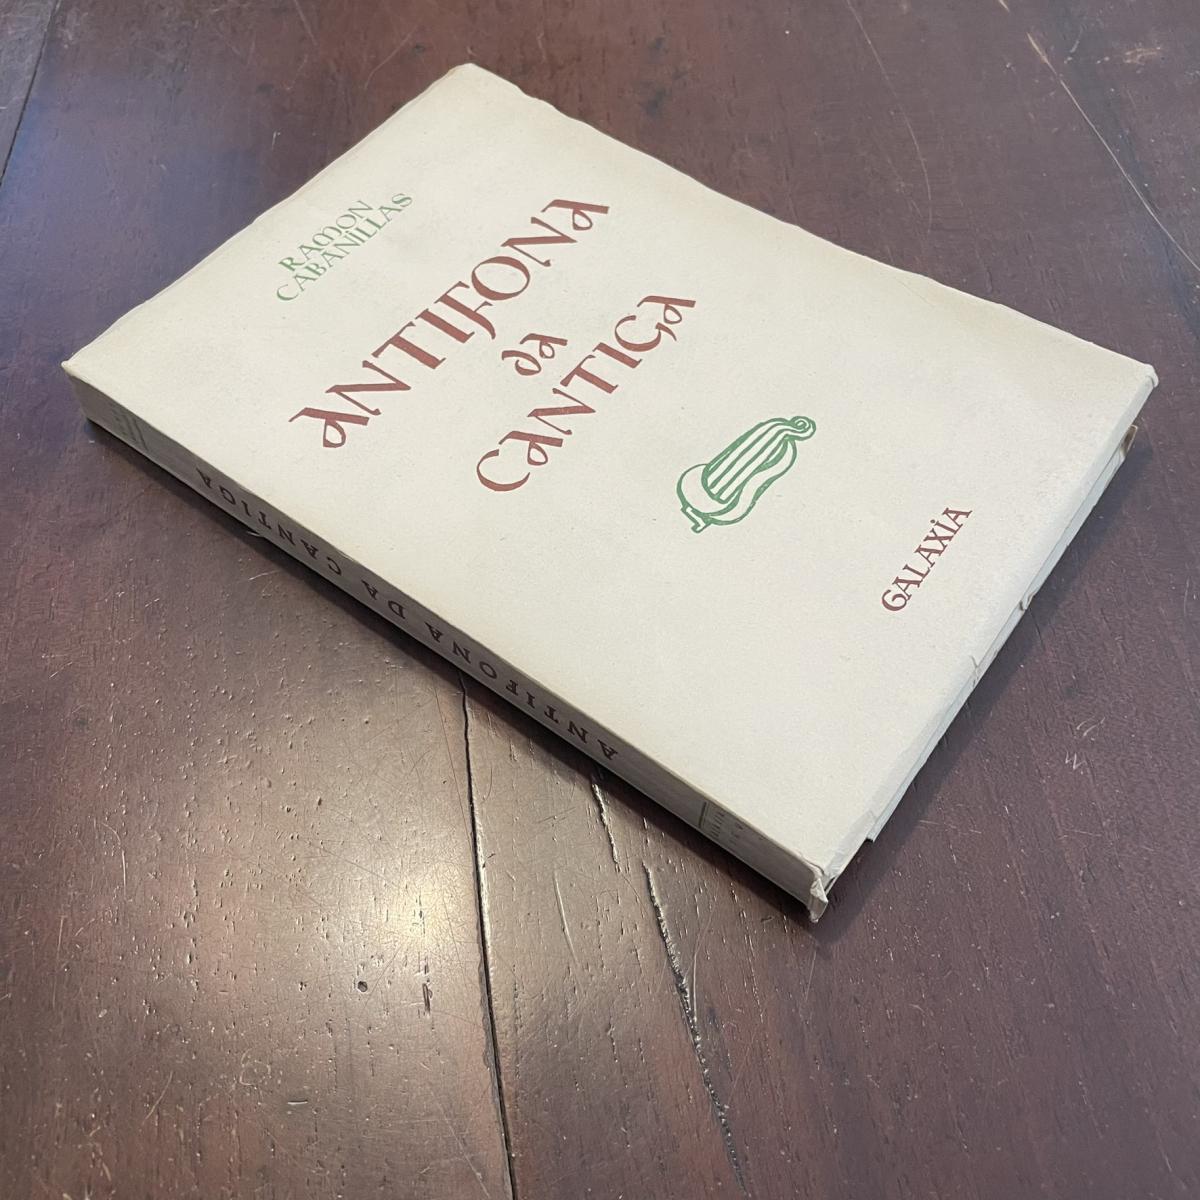 RAMON
CABANILLAS
ANTIFONA
da
CANTIGA
GALAXIA
ANTIFONA DA CANTIGA